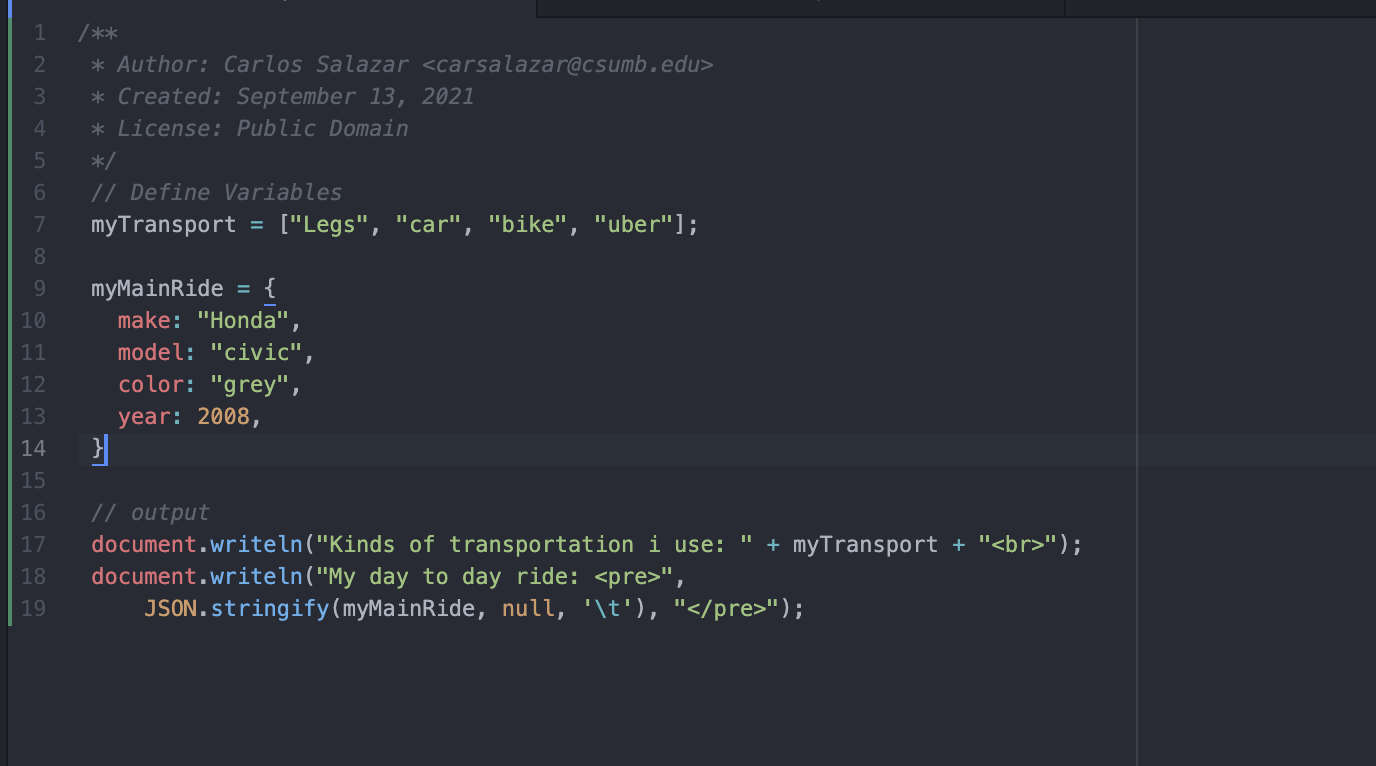 1 /**
2 * Author: Carlos Salazar <carsalazar@csumb.edu>
3 * Created: September 13, 2021
4 * License: Public Domain
5 */
6 // Define Variables
7 myTransport = ["Legs", "car", "bike", "uber"];
8
9 myMainRide = {
10 make: "Honda",
11 model: "civic",
12 color: "grey",
13 year: 2008,
14 }
15
16 // output
17 document.writeln("Kinds of transportation i use: " + myTransport + "<br>");
18 document.writeln("My day to day ride: <pre>",
19 JSON.stringify(myMainRide, null, '\t'), "</pre>");